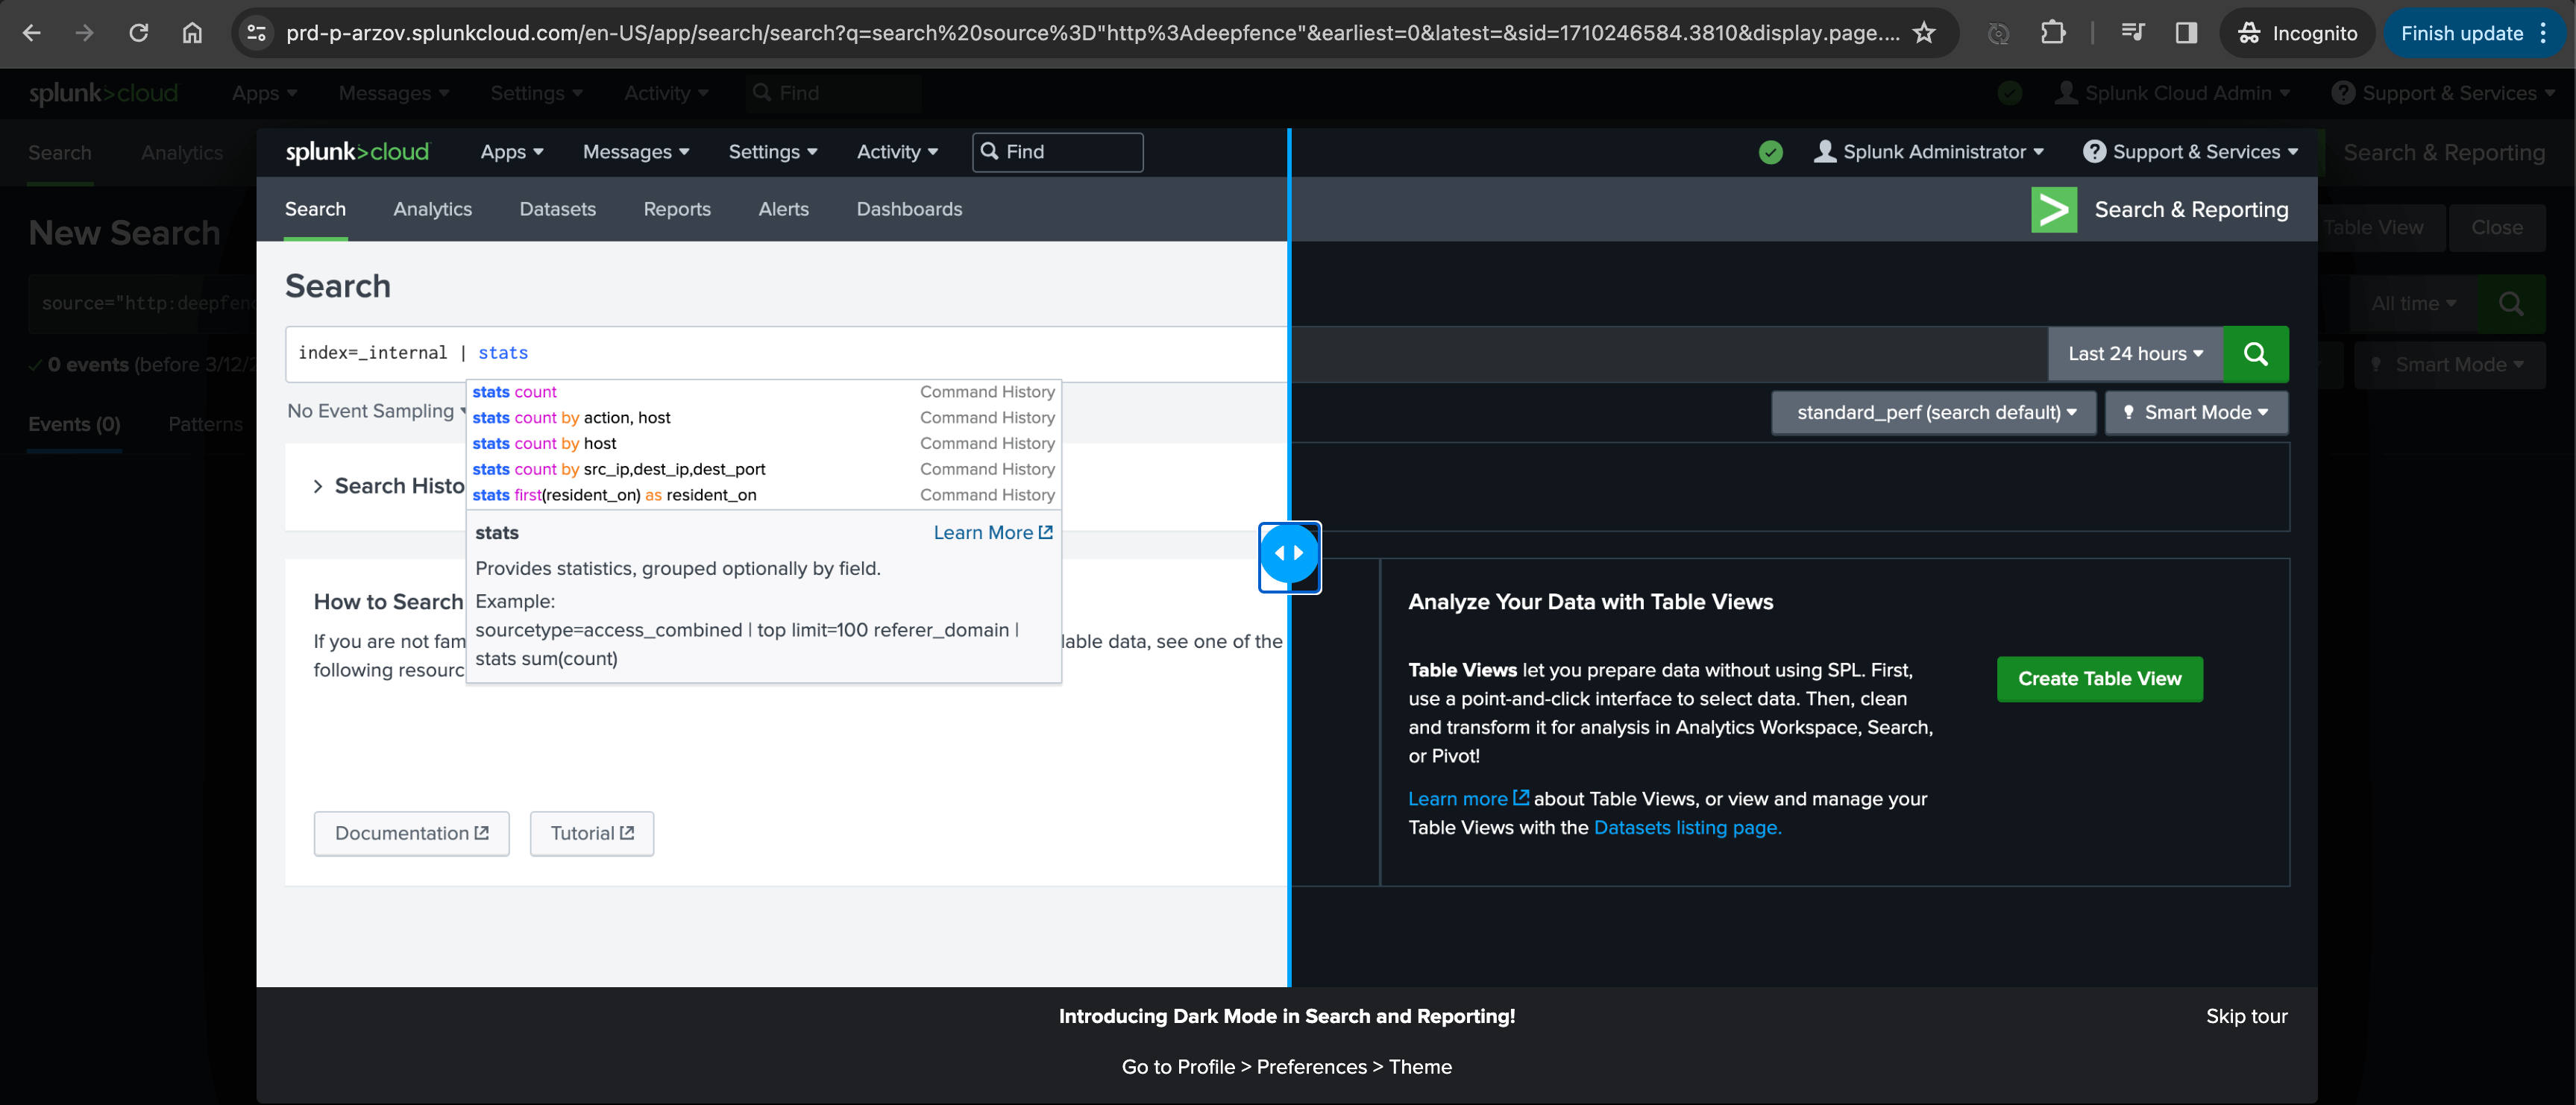 prd-p-arzov.splunkcloud.com/en-US/app/search/search?q=search%20source%3D"http%3Adeepfence"&earliest=0&latest=&sid=1710246584.3810&display.page....
Incognito
Finish update
splunk>cloud
Apps
Messages
Settings
Activity
Find
Splunk Cloud Admin
Support & Services
Search
Analytics
Search & Reporting
New Search
Table View
Close
source="http:deepfen
All time
0 events (before 3/12/
Smart Mode
Events (0)
Patterns
splunk>cloud
Apps
Messages
Settings
Activity
Find
Splunk Administrator
Support & Services
Search
Analytics
Datasets
Reports
Alerts
Dashboards
Search & Reporting
Search
index=_internal | stats
Last 24 hours
No Event Sampling
standard_perf (search default)
Smart Mode
stats count Command History
stats count by action, host Command History
stats count by host Command History
stats count by src_ip,dest_ip,dest_port Command History
stats first(resident_on) as resident_on Command History
Search Histo
stats
Learn More
Provides statistics, grouped optionally by field.
Example:
sourcetype=access_combined | top limit=100 referer_domain |
stats sum(count)
How to Search
If you are not fam
lable data, see one of the
following resourc
Documentation
Tutorial
Analyze Your Data with Table Views
Table Views let you prepare data without using SPL. First,
use a point-and-click interface to select data. Then, clean
and transform it for analysis in Analytics Workspace, Search,
or Pivot!
Create Table View
Learn more about Table Views, or view and manage your
Table Views with the Datasets listing page.
Introducing Dark Mode in Search and Reporting!
Skip tour
Go to Profile > Preferences > Theme